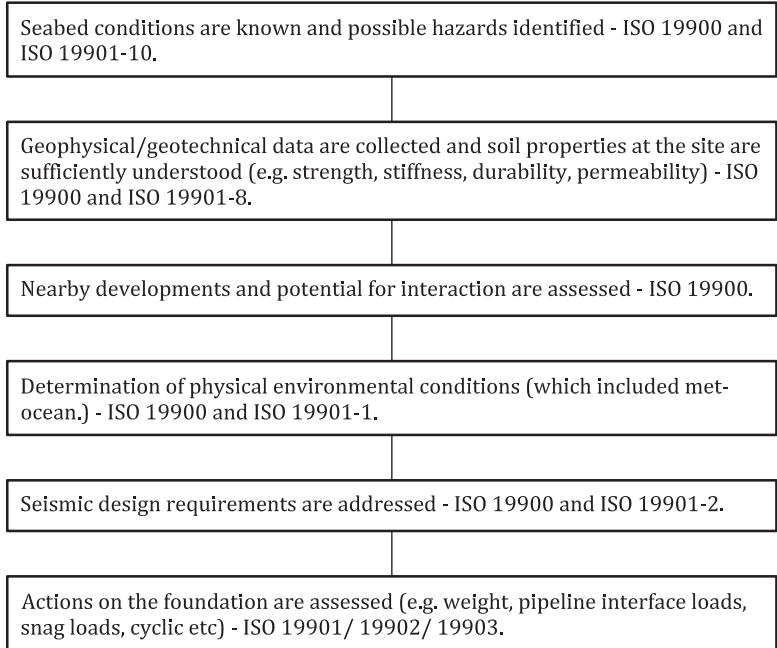 Seabed conditions are known and possible hazards identified - ISO 19900 and
ISO 19901-10.
Geophysical/geotechnical data are collected and soil properties at the site are
sufficiently understood (e.g. strength, stiffness, durability, permeability) - ISO
19900 and ISO 19901-8.
Nearby developments and potential for interaction are assessed - ISO 19900.
Determination of physical environmental conditions (which included met-
ocean.) - ISO 19900 and ISO 19901-1.
Seismic design requirements are addressed - ISO 19900 and ISO 19901-2.
Actions on the foundation are assessed (e.g. weight, pipeline interface loads,
snag loads, cyclic etc) - ISO 19901/ 19902/ 19903.